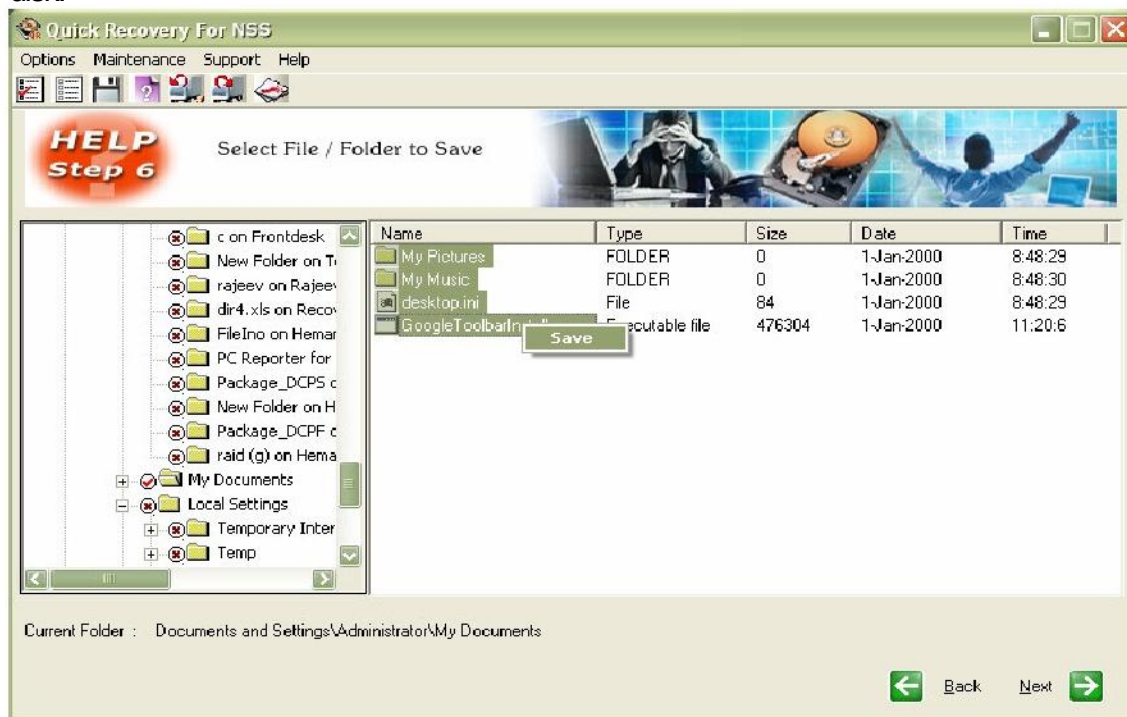 Quick Recovery For NSS
Options Maintenance Support Help
HELP
Step 6
Select File / Folder to Save
c on Frontdesk
New Folder on
rajeev on
dir4.xls on
FileIno on
PC Reporter for
Package_DCPS
New Folder on H
Package_DCPF
raid (g) on Hema
My Documents
Local Settings
Temporary Inter
Temp
Name Type Size Date Time
My Pictures FOLDER 0 1-Jan-2000 8:48:29
My Music FOLDER 0 1-Jan-2000 8:48:30
desktop.ini File 84 1-Jan-2000 8:48:29
file 476304 1-Jan-2000 11:20:6
Save
Current Folder : Documents and Settings\Administrator\My Documents
Back Next